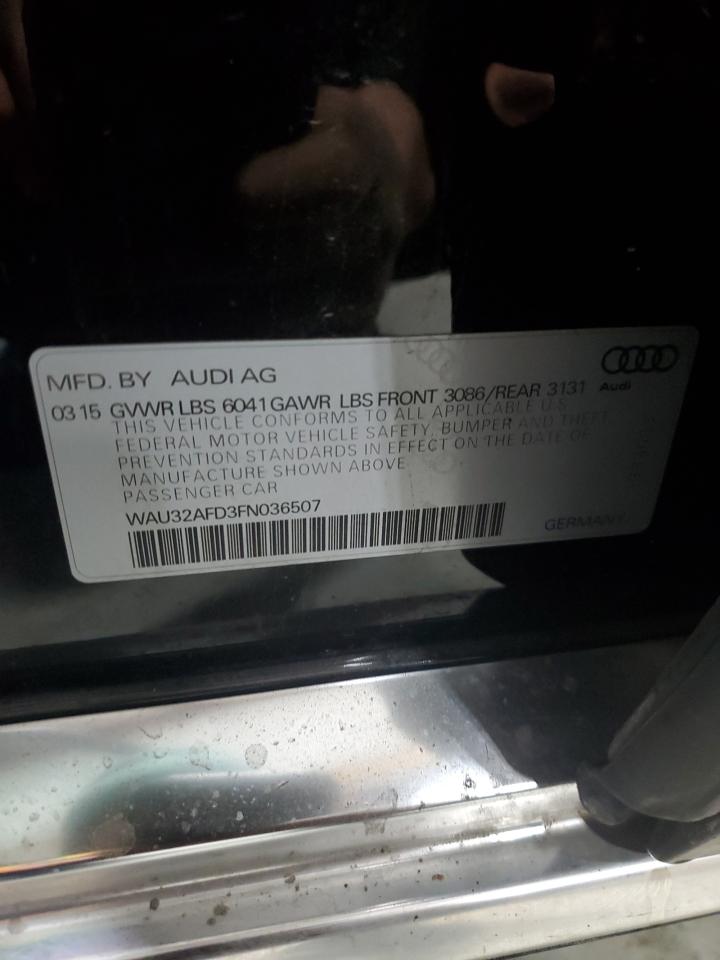 MFD. BY AUDI AG
Audi
03 15 GVWR LBS 6041 GAWR LBS FRONT 3086/REAR 3131
THIS VEHICLE CONFORMS TO ALL APPLICABLE U.S.
FEDERAL MOTOR VEHICLE SAFETY, BUMPER AND THEFT
PREVENTION STANDARDS IN EFFECT ON THE DATE OF
MANUFACTURE SHOWN ABOVE
PASSENGER CAR
WAU32AFD3FN036507
GERMANY